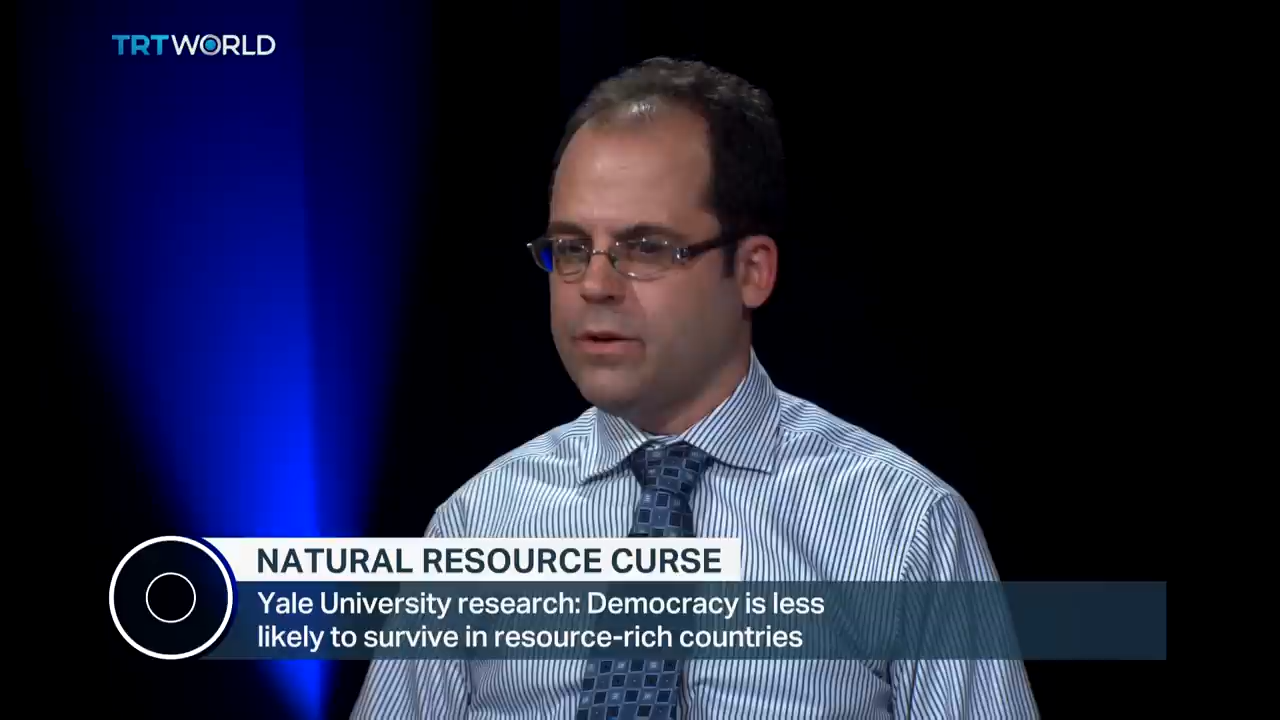 TRTWORLD
NATURAL RESOURCE CURSE
Yale University research: Democracy is less
likely to survive in resource-rich countries